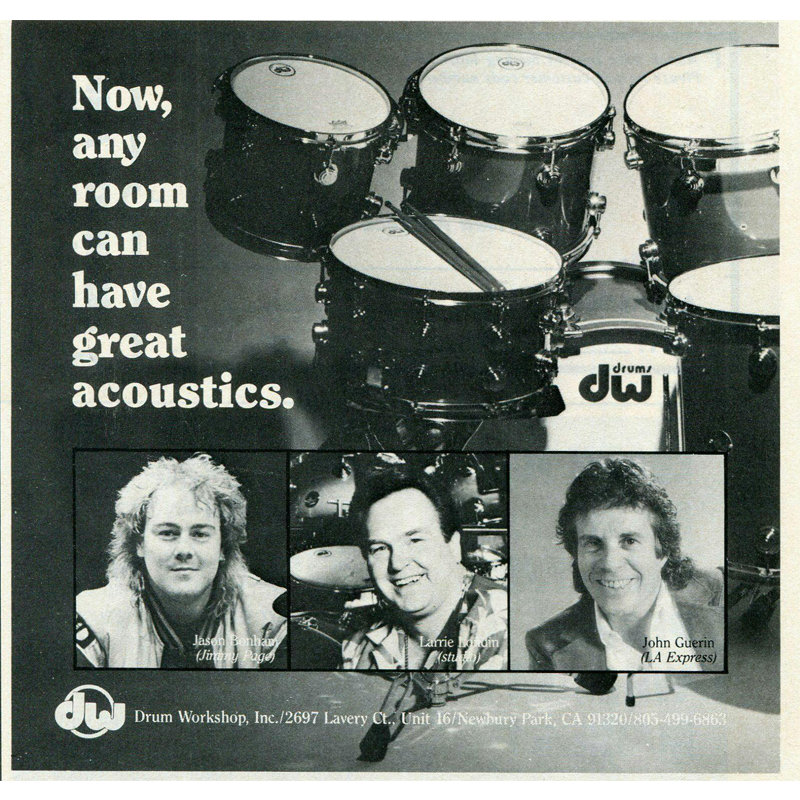 Now,
any
room
can
have
great
acoustics.
drums
dw
Jason Bonham
(Jimmy Page)
Larrie Londin
(studio)
John Guerin
(LA Express)
dw Drum Workshop, Inc./2697 Lavery Ct., Unit 16/Newbury Park, CA 91320/805-499-6863